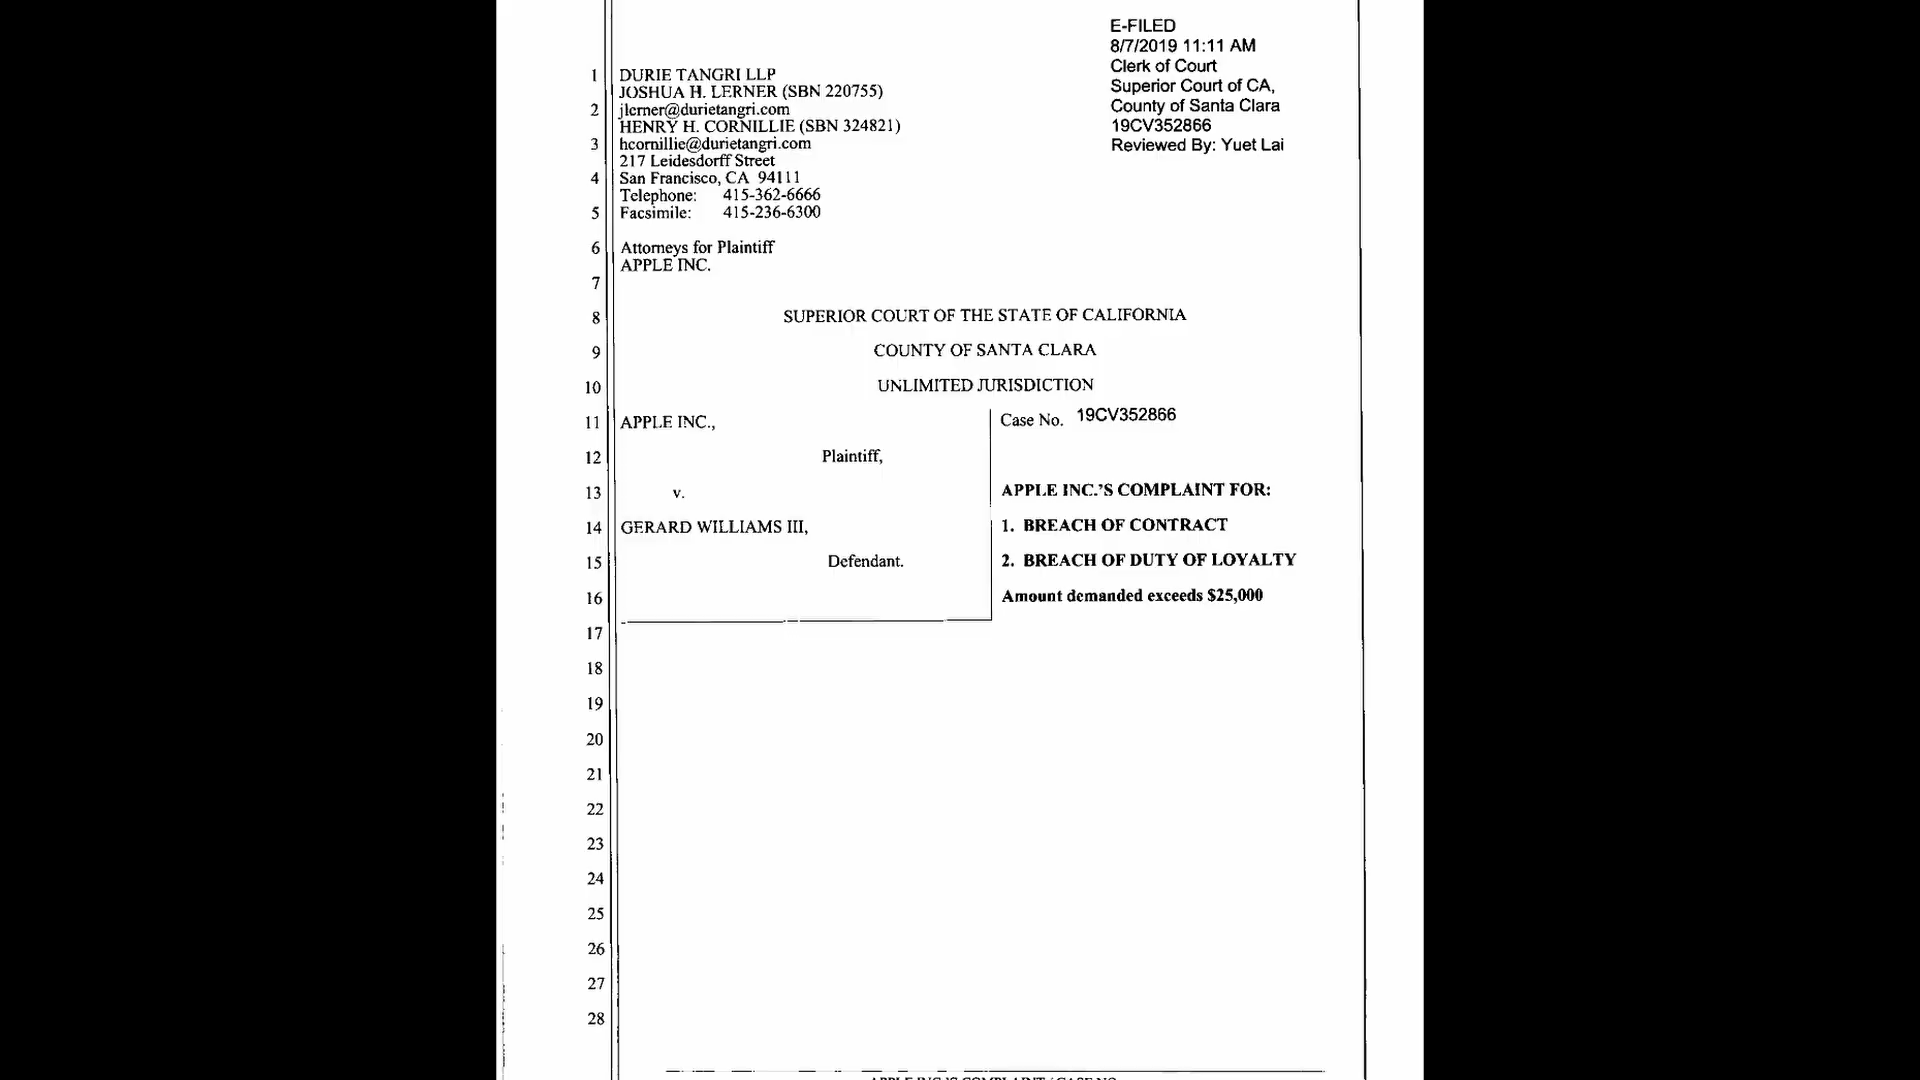 E-FILED
8/7/2019 11:11 AM
Clerk of Court
Superior Court of CA,
County of Santa Clara
19CV352866
Reviewed By: Yuet Lai
1 DURIE TANGRI LLP
JOSHUA H. LERNER (SBN 220755)
2 jlerner@durietangri.com
HENRY H. CORNILLIE (SBN 324821)
3 hcornillie@durietangri.com
217 Leidesdorff Street
4 San Francisco, CA 94111
Telephone: 415-362-6666
5 Facsimile: 415-236-6300
6 Attorneys for Plaintiff
APPLE INC.
7
8 SUPERIOR COURT OF THE STATE OF CALIFORNIA
9 COUNTY OF SANTA CLARA
10 UNLIMITED JURISDICTION
11 APPLE INC., Case No. 19CV352866
12 Plaintiff,
13 v. APPLE INC.'S COMPLAINT FOR:
14 GERARD WILLIAMS III, 1. BREACH OF CONTRACT
15 Defendant. 2. BREACH OF DUTY OF LOYALTY
16 Amount demanded exceeds $25,000
17
18
19
20
21
22
23
24
25
26
27
28
APPLE INC.'S COMPLAINT / CASE NO.